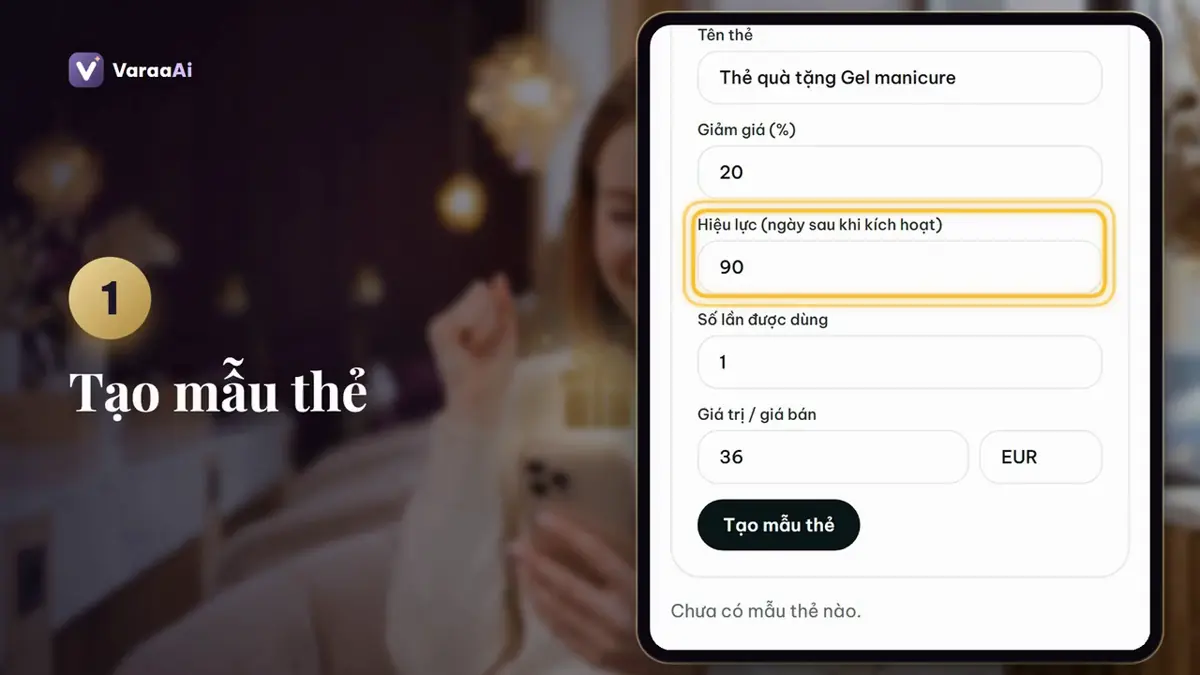 VaraaAi
1
Tạo mẫu thẻ
Tên thẻ
Thẻ quà tặng Gel manicure
Giảm giá (%)
20
Hiệu lực (ngày sau khi kích hoạt)
90
Số lần được dùng
1
Giá trị / giá bán
36
EUR
Tạo mẫu thẻ
Chưa có mẫu thẻ nào.